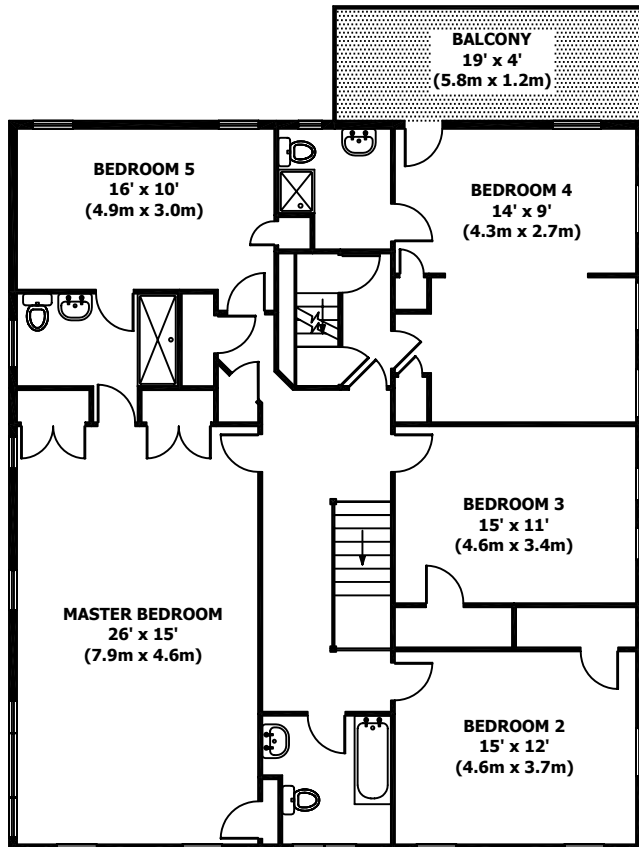 BALCONY
19' x 4'
(5.8m x 1.2m)
BEDROOM 5
16' x 10'
(4.9m x 3.0m)
BEDROOM 4
14' x 9'
(4.3m x 2.7m)
BEDROOM 3
15' x 11'
(4.6m x 3.4m)
MASTER BEDROOM
26' x 15'
(7.9m x 4.6m)
BEDROOM 2
15' x 12'
(4.6m x 3.7m)